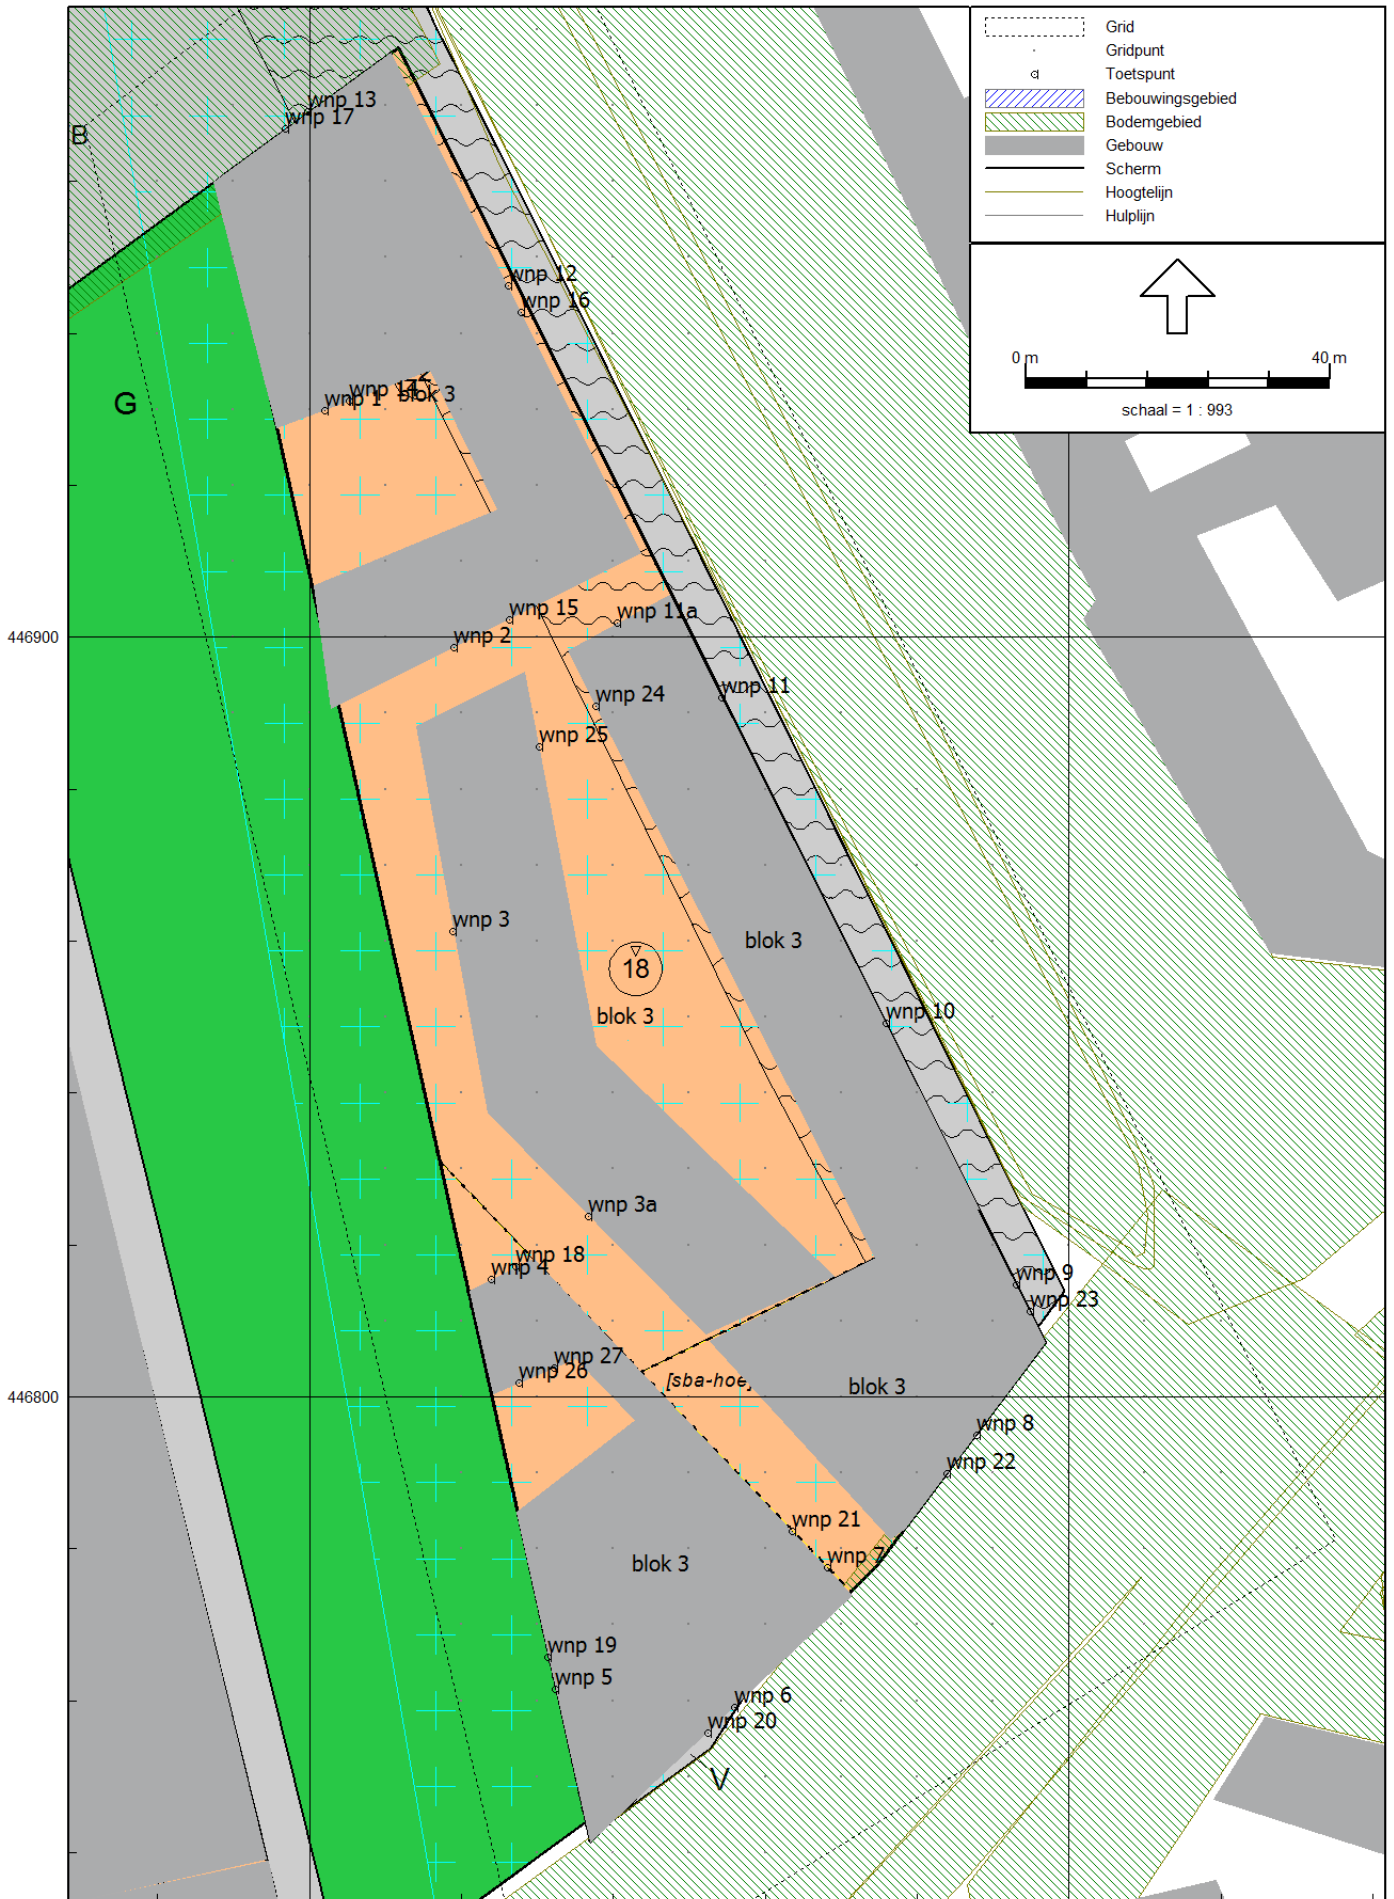 Grid
Gridpunt
Toetspunt
Bebouwingsgebied
Bodemgebied
Gebouw
Scherm
Hoogtelijn
Hulplijn
0 m 40 m
schaal = 1 : 993
wnp 13
wnp 17
B
wnp 12
wnp 16
wnp 14
blok 3
wnp 1
G
wnp 15
wnp 11a
446900
wnp 2
wnp 11
wnp 24
wnp 25
wnp 3
blok 3
18
blok 3
wnp 10
wnp 3a
wnp 18
wnp 4
wnp 9
wnp 23
wnp 27
wnp 26
[sba-hoe]
blok 3
446800
wnp 8
wnp 22
wnp 21
wnp 7
blok 3
wnp 19
wnp 5
wnp 6
wnp 20
V